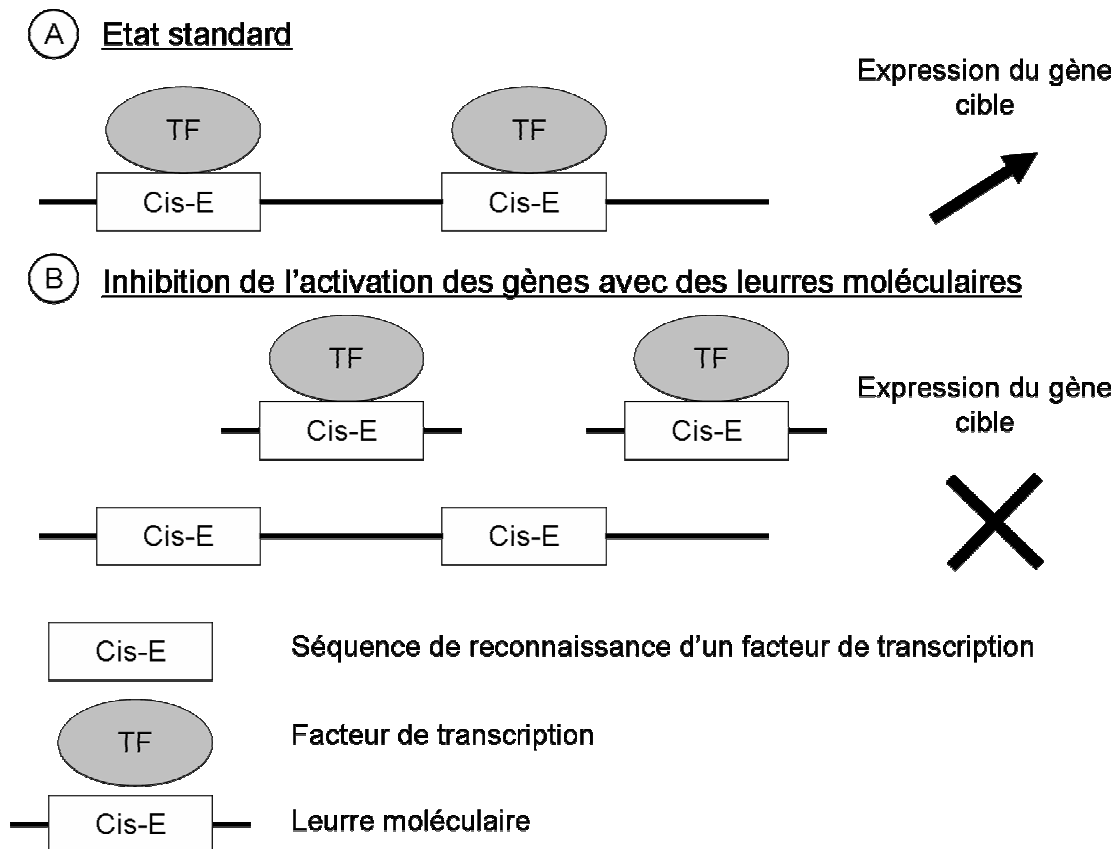 A Etat standard
Expression du gène
cible
TF TF
Cis-E Cis-E
B Inhibition de l’activation des gènes avec des leurres moléculaires
TF TF
Expression du gène
cible
Cis-E Cis-E
Cis-E Cis-E
Cis-E Séquence de reconnaissance d’un facteur de transcription
TF Facteur de transcription
Cis-E Leurre moléculaire